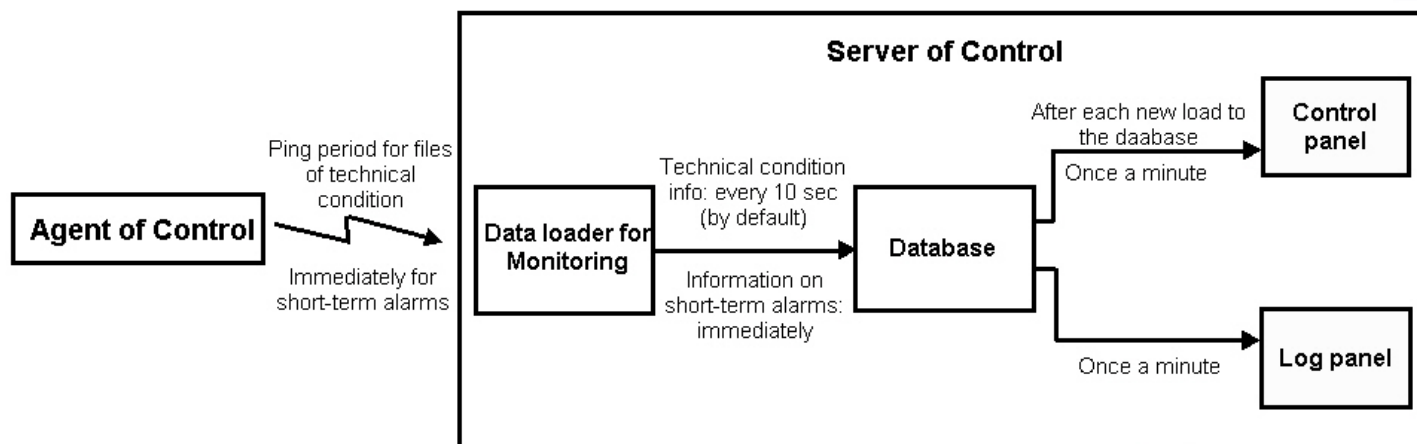 Server of Control
Agent of Control
Ping period for files
of technical
condition
Immediately for
short-term alarms
Data loader for
Monitoring
Technical condition
info: every 10 sec
(by default)
Information on
short-term alarms:
immediately
Database
After each new load to
the daabase
Once a minute
Control
panel
Once a minute
Log panel